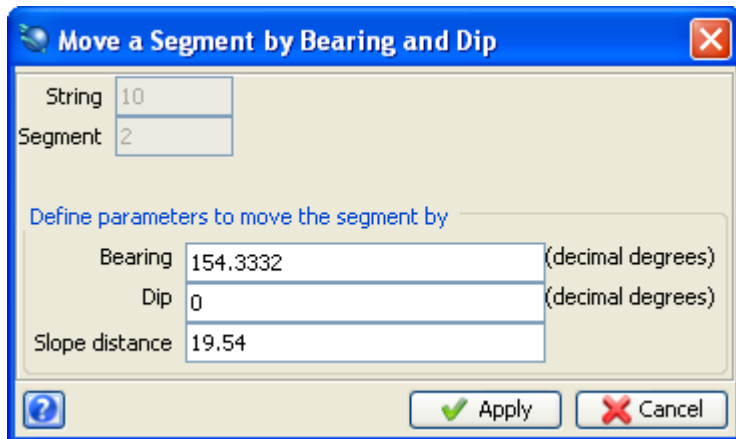 Move a Segment by Bearing and Dip
String 10
Segment 2
Define parameters to move the segment by
Bearing 154.3332 (decimal degrees)
Dip 0 (decimal degrees)
Slope distance 19.54
? Apply Cancel